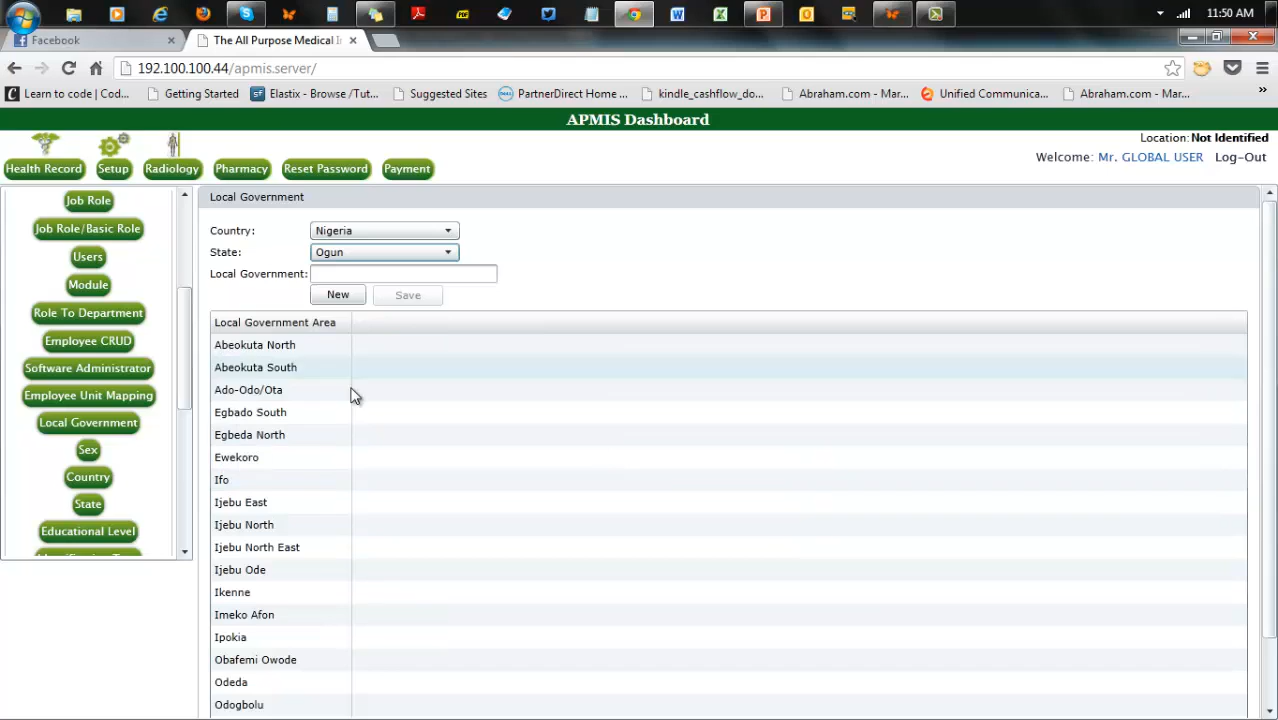 11:50 AM
Facebook
The All Purpose Medical I
192.100.100.44/apmis.server/
Learn to code | Cod...
Getting Started
Elastix - Browse /Tut...
Suggested Sites
PartnerDirect Home ...
kindle_cashflow_do...
Abraham.com - Mar...
Unified Communica...
Abraham.com - Mar...
APMIS Dashboard
Location: Not Identified
Welcome: Mr. GLOBAL USER Log-Out
Health Record
Setup
Radiology
Pharmacy
Reset Password
Payment
Job Role
Job Role/Basic Role
Users
Module
Role To Department
Employee CRUD
Software Administrator
Employee Unit Mapping
Local Government
Sex
Country
State
Educational Level
Local Government
Country: Nigeria
State: Ogun
Local Government:
New Save
Local Government Area
Abeokuta North
Abeokuta South
Ado-Odo/Ota
Egbado South
Egbeda North
Ewekoro
Ifo
Ijebu East
Ijebu North
Ijebu North East
Ijebu Ode
Ikenne
Imeko Afon
Ipokia
Obafemi Owode
Odeda
Odogbolu